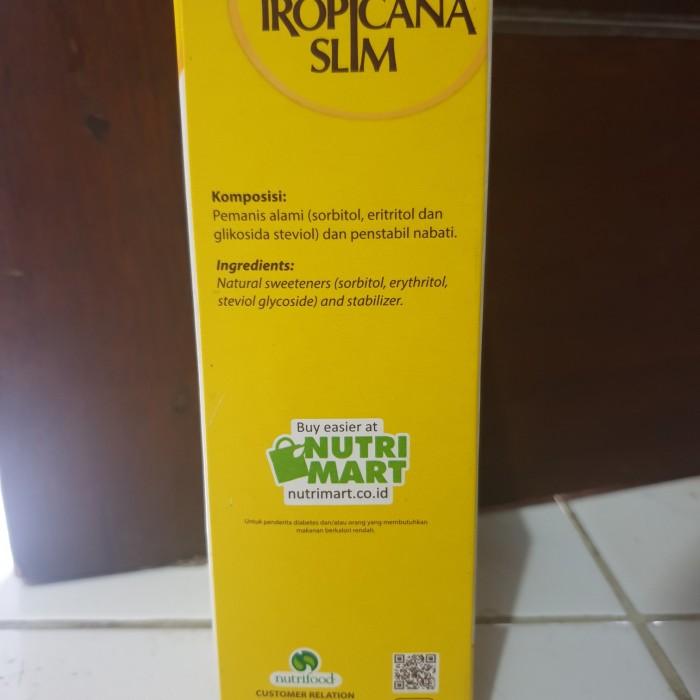 TROPICANA
SLIM
Komposisi:
Pemanis alami (sorbitol, eritritol dan
glikosida steviol) dan penstabil nabati.
Ingredients:
Natural sweeteners (sorbitol, erythritol,
steviol glycoside) and stabilizer.
Buy easier at
NUTRI
MART
nutrimart.co.id
Untuk penderita diabetes dan/atau orang yang membutuhkan
makanan berkalori rendah.
nutrifood
CUSTOMER RELATION